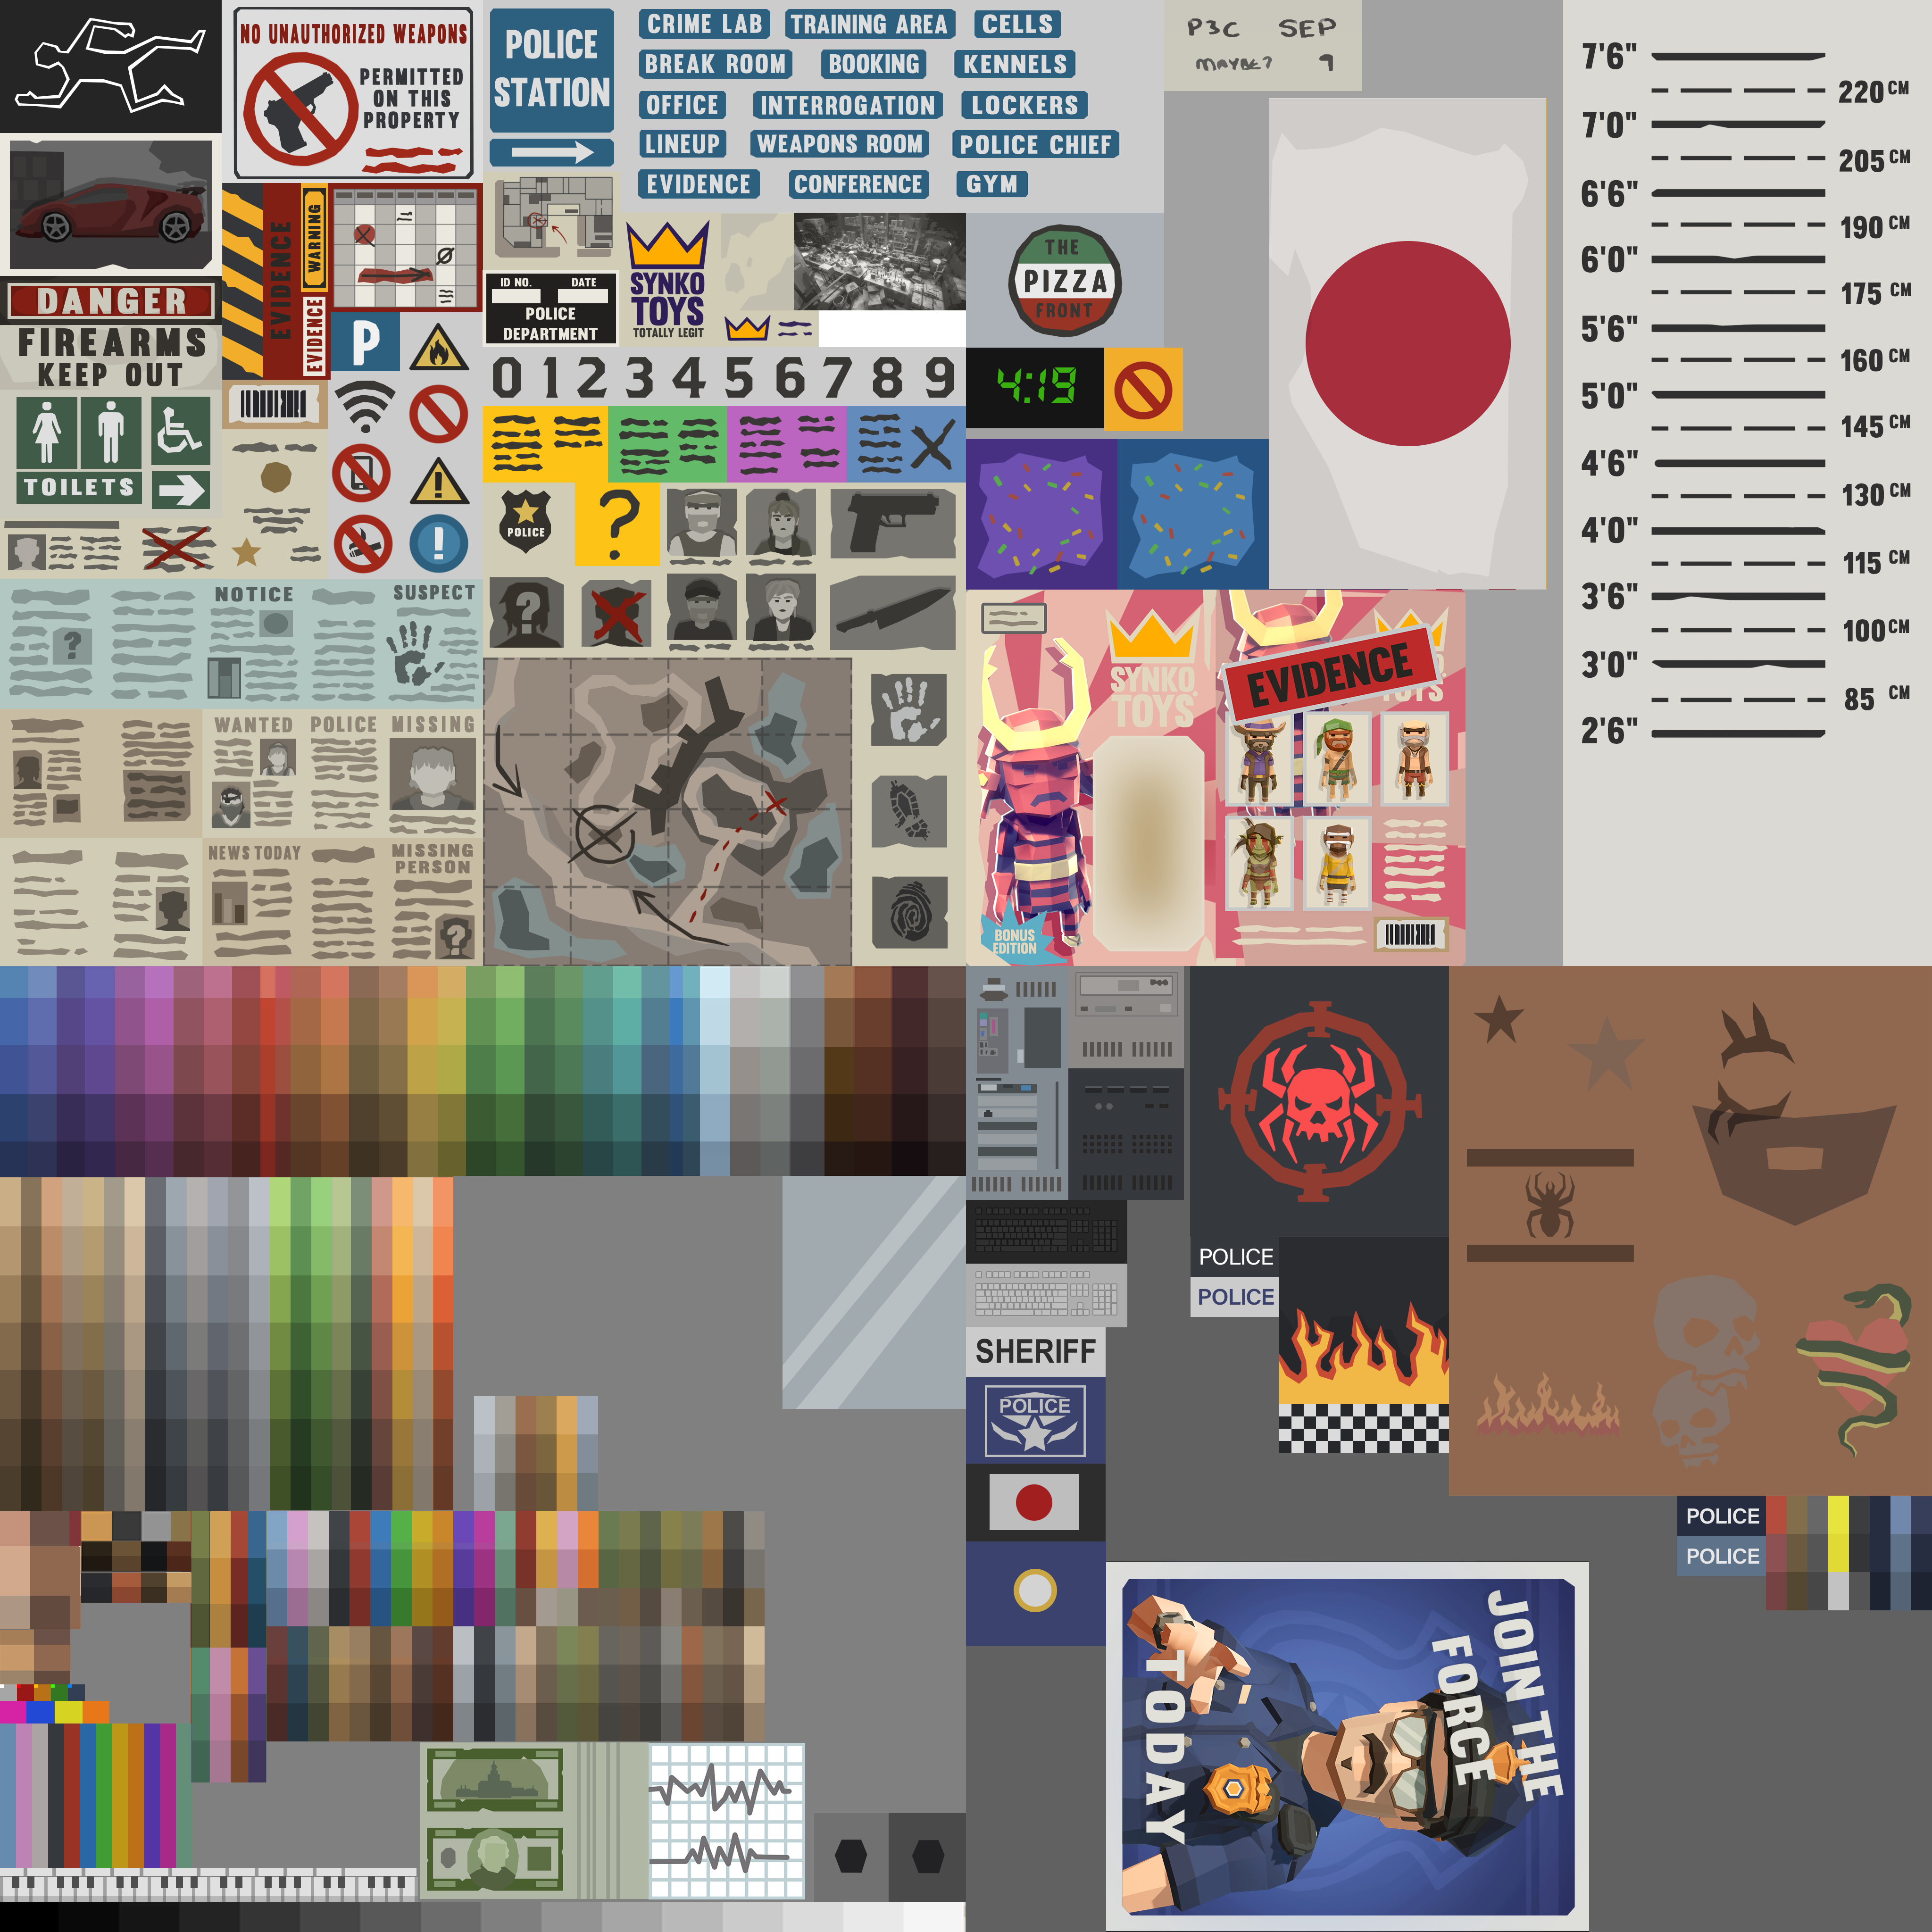 NO UNAUTHORIZED WEAPONS
PERMITTED
ON THIS
PROPERTY
POLICE
STATION
CRIME LAB
TRAINING AREA
CELLS
BREAK ROOM
BOOKING
KENNELS
OFFICE
INTERROGATION
LOCKERS
LINEUP
WEAPONS ROOM
POLICE CHIEF
EVIDENCE
CONFERENCE
GYM
P3C SEP
MAYBE? 9
7'6"
220 CM
7'0"
205 CM
6'6"
190 CM
6'0"
175 CM
5'6"
160 CM
5'0"
145 CM
4'6"
130 CM
4'0"
115 CM
3'6"
100 CM
3'0"
85 CM
2'6"
DANGER
FIREARMS
KEEP OUT
EVIDENCE
WARNING
EVIDENCE
P
ID NO. DATE
POLICE
DEPARTMENT
SYNKO
TOYS
TOTALLY LEGIT
THE
PIZZA
FRONT
0 1 2 3 4 5 6 7 8 9
4:19
TOILETS
!
!
POLICE
?
?
NOTICE
SUSPECT
?
WANTED
POLICE
MISSING
NEWS TODAY
MISSING
PERSON
?
SYNKO
TOYS
BONUS
EDITION
EVIDENCE
TOYS
POLICE
POLICE
SHERIFF
POLICE
POLICE
POLICE
JOIN THE
FORCE
TODAY